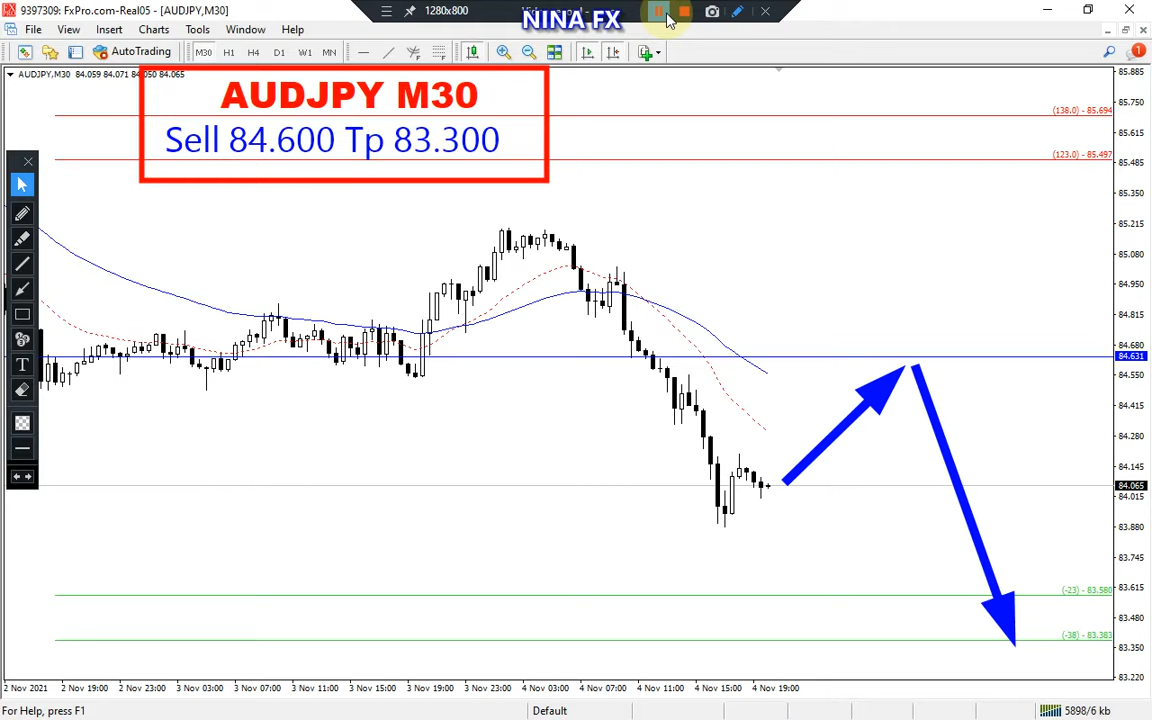 9397309: FxPro.com-Real05 - [AUDJPY,M30]
1280x800
NINA FX
File View Insert Charts Tools Window Help
AutoTrading M30 H1 H4 D1 W1 MN
1
AUDJPY,M30 84.059 84.071 84.050 84.065
AUDJPY M30
Sell 84.600 Tp 83.300
T
(138.0) - 85.694
(123.0) - 85.497
(-23) - 83.580
(-38) - 83.383
85.885
85.750
85.615
85.485
85.350
85.215
85.080
84.950
84.815
84.680
84.631
84.550
84.415
84.280
84.145
84.065
84.015
83.880
83.745
83.615
83.480
83.350
83.220
2 Nov 2021 2 Nov 19:00 2 Nov 23:00 3 Nov 03:00 3 Nov 07:00 3 Nov 11:00 3 Nov 15:00 3 Nov 19:00 3 Nov 23:00 4 Nov 03:00 4 Nov 07:00 4 Nov 11:00 4 Nov 15:00 4 Nov 19:00
For Help, press F1
Default
5898/6 kb